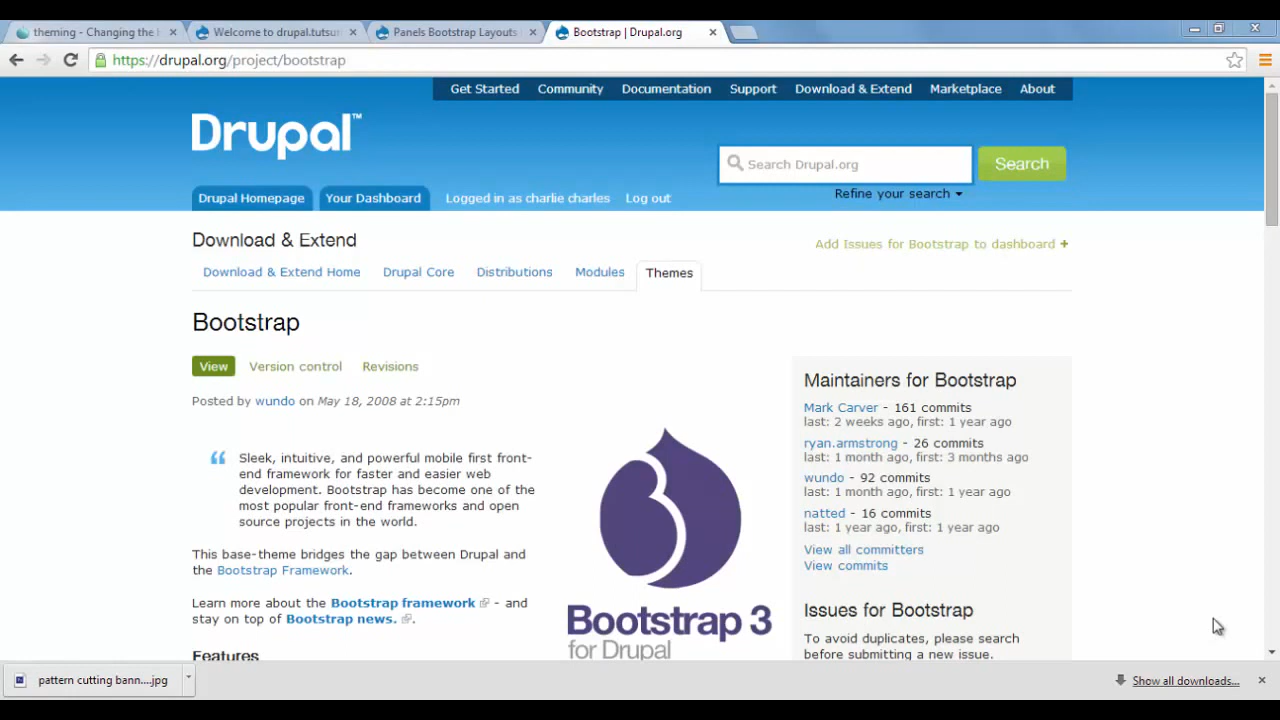 theming - Changing the
Welcome to drupal.tutsu
Panels Bootstrap Layouts
Bootstrap | Drupal.org
https://drupal.org/project/bootstrap
Get Started Community Documentation Support Download & Extend Marketplace About
Drupal™
Search Drupal.org
Search
Refine your search
Drupal Homepage Your Dashboard Logged in as charlie charles Log out
Download & Extend
Add Issues for Bootstrap to dashboard +
Download & Extend Home Drupal Core Distributions Modules Themes
Bootstrap
View Version control Revisions
Posted by wundo on May 18, 2008 at 2:15pm
“ Sleek, intuitive, and powerful mobile first front-
end framework for faster and easier web
development. Bootstrap has become one of the
most popular front-end frameworks and open
source projects in the world.
This base-theme bridges the gap between Drupal and
the Bootstrap Framework.
Learn more about the Bootstrap framework - and
stay on top of Bootstrap news. .
Features
Bootstrap 3
for Drupal
Maintainers for Bootstrap
Mark Carver - 161 commits
last: 2 weeks ago, first: 1 year ago
ryan.armstrong - 26 commits
last: 1 month ago, first: 3 months ago
wundo - 92 commits
last: 1 month ago, first: 1 year ago
natted - 16 commits
last: 1 year ago, first: 1 year ago
View all committers
View commits
Issues for Bootstrap
To avoid duplicates, please search
before submitting a new issue.
pattern cutting bann....jpg
Show all downloads...